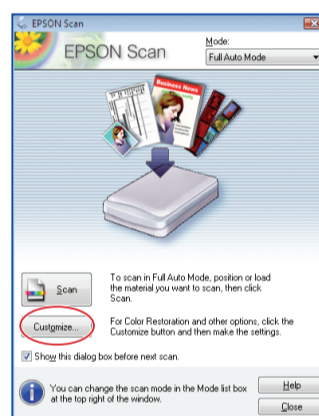 EPSON Scan
EPSON Scan
Mode:
Full Auto Mode
Business News
Scan
To scan in Full Auto Mode, position or load
the material you want to scan, then click
Scan.
Customize...
For Color Restoration and other options, click the
Customize button and then make the settings.
Show this dialog box before next scan.
You can change the scan mode in the Mode list box
at the top right of the window.
Help
Close